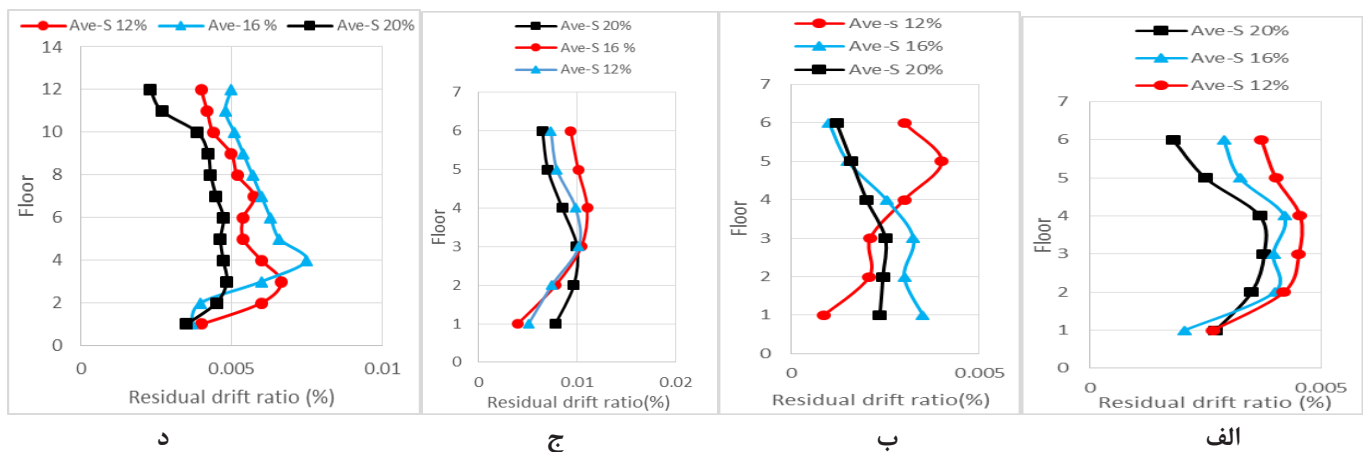 Ave-S 12% Ave-16 % Ave-S 20%
14
12
10
8
6
4
2
0
Floor
0 0.005 0.01
Residual drift ratio (%)
د
Ave-S 20%
Ave-S 16 %
Ave-S 12%
7
6
5
4
3
2
1
0
Floor
0 0.01 0.02
Residual drift ratio(%)
ج
Ave-s 12%
Ave-S 16%
Ave-S 20%
7
6
5
4
3
2
1
0
Floor
0 0.005
Residual drift ratio(%)
ب
Ave-S 20%
Ave-S 16%
Ave-S 12%
7
6
5
4
3
2
1
0
Floor
0 0.005
Residual drift ratio (%)
الف